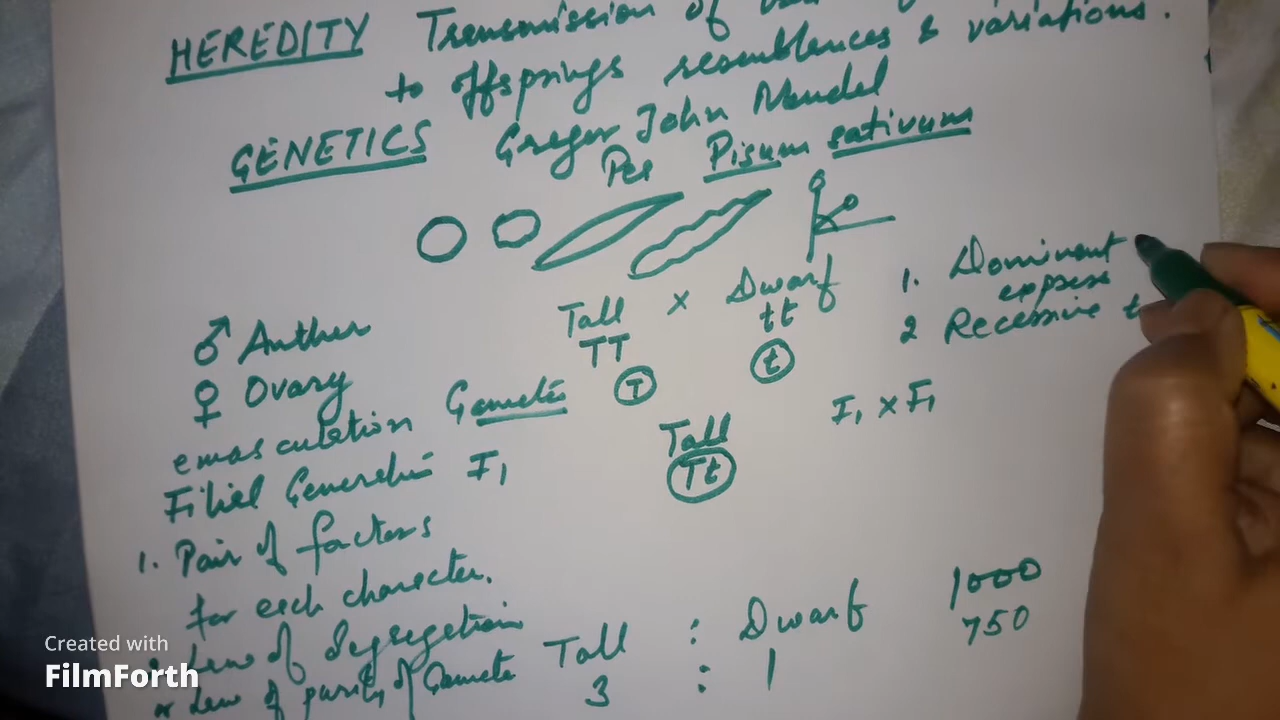 HEREDITY Transmission of
to offsprings resemblences & variations.
GENETICS Gregor John Mendel
Pea Pisum sativum
♂ Anther
♀ Ovary
emasculation Gamete
Filial Generation F1
Tall x Dwarf
TT tt
T t
Tall
Tt
1. Dominant
express
2 Recessive t
F1 x F1
1. Pair of factors
for each character.
Law of Segregation
or Law of purity of Gamete
Tall : Dwarf
3 : 1
1000
750
Created with
FilmForth